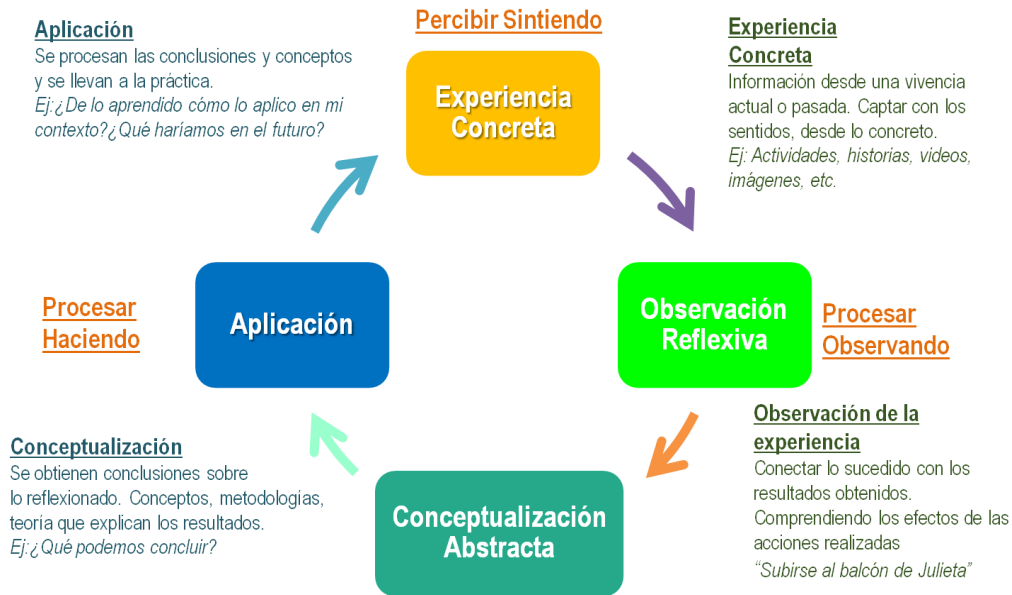 Percibir Sintiendo
Aplicación
Se procesan las conclusiones y conceptos
y se llevan a la práctica.
Ej:¿De lo aprendido cómo lo aplico en mi
contexto?¿Qué haríamos en el futuro?
Experiencia
Concreta
Experiencia
Concreta
Información desde una vivencia
actual o pasada. Captar con los
sentidos, desde lo concreto.
Ej: Actividades, historias, videos,
imágenes, etc.
Procesar
Haciendo
Aplicación
Observación
Reflexiva
Procesar
Observando
Conceptualización
Se obtienen conclusiones sobre
lo reflexionado. Conceptos, metodologías,
teoría que explican los resultados.
Ej:¿Qué podemos concluir?
Conceptualización
Abstracta
Observación de la
experiencia
Conectar lo sucedido con los
resultados obtenidos.
Comprendiendo los efectos de las
acciones realizadas
“Subirse al balcón de Julieta”